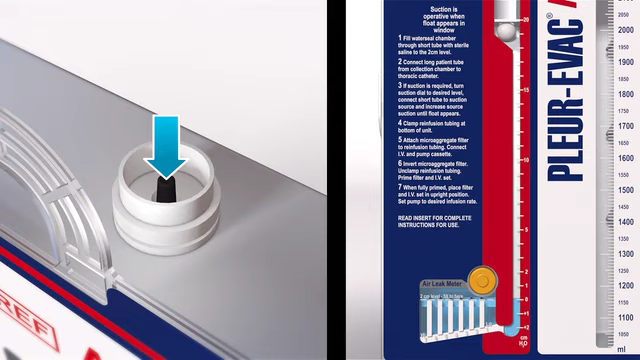 REF
Suction is
operative when
float appears in
window
1 Fill waterseal chamber
through short tube with sterile
saline to the 2cm level.
2 Connect long patient tube
from collection chamber to
thoracic catheter.
3 If suction is required, turn
suction dial to desired level,
connect short tube to suction
source and increase source
suction until float appears.
4 Clamp reinfusion tubing at
bottom of unit.
5 Attach microaggregate filter
to reinfusion tubing. Connect
I.V. and pump cassette.
6 Invert microaggregate filter.
Unclamp reinfusion tubing.
Prime filter and I.V. set.
7 When fully primed, place filter
and I.V. set in upright position.
Set pump to desired infusion rate.
READ INSERT FOR COMPLETE
INSTRUCTIONS FOR USE.
Air Leak Meter
20
15
10
5
2
0
+1
+2
cm
H₂O
PLEUR-EVAC®
1900
1800
1700
1600
1500
1450
1400
1350
1300
1250
1200
1150
1100
1050
ml